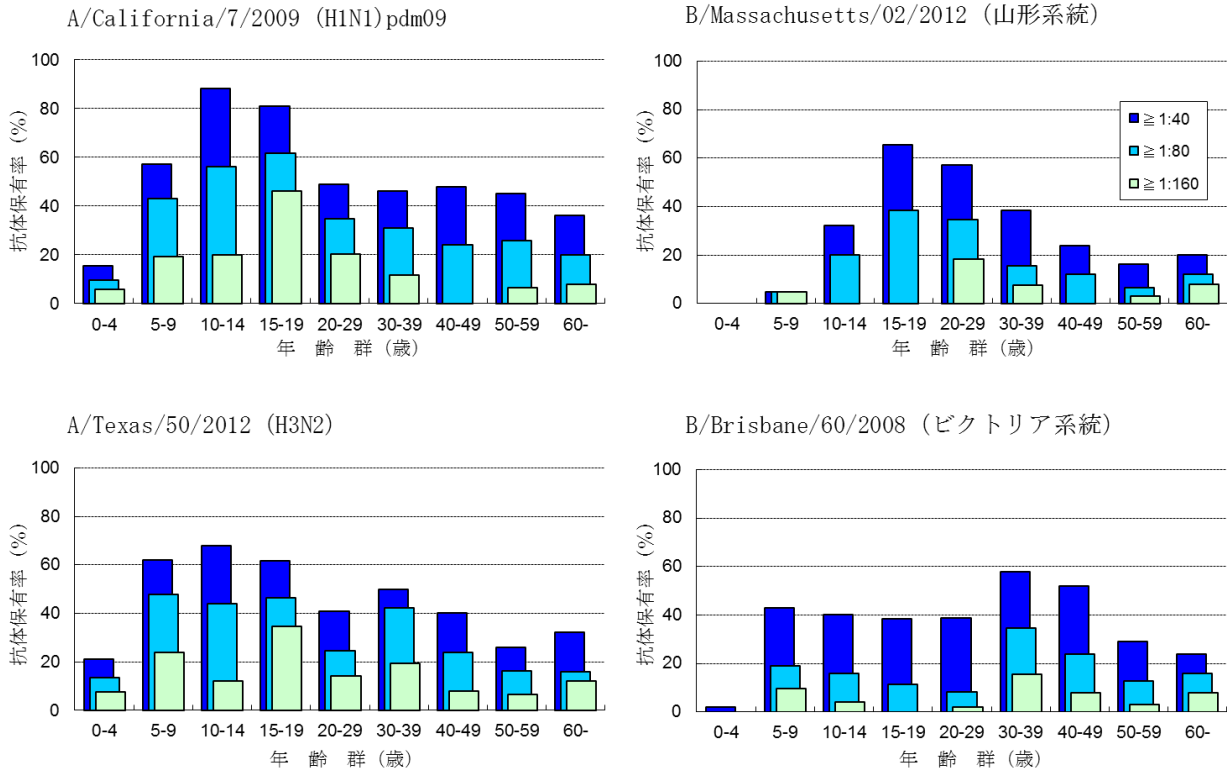 A/California/7/2009 (H1N1)pdm09
抗体保有率 (%)
100
80
60
40
20
0
0-4 5-9 10-14 15-19 20-29 30-39 40-49 50-59 60-
年 齢 群(歳)
B/Massachusetts/02/2012 (山形系統)
抗体保有率 (%)
100
80
60
40
20
0
≧ 1:40
≧ 1:80
≧ 1:160
0-4 5-9 10-14 15-19 20-29 30-39 40-49 50-59 60-
年 齢 群(歳)
A/Texas/50/2012 (H3N2)
抗体保有率 (%)
100
80
60
40
20
0
0-4 5-9 10-14 15-19 20-29 30-39 40-49 50-59 60-
年 齢 群(歳)
B/Brisbane/60/2008 (ビクトリア系統)
抗体保有率 (%)
100
80
60
40
20
0
0-4 5-9 10-14 15-19 20-29 30-39 40-49 50-59 60-
年 齢 群(歳)